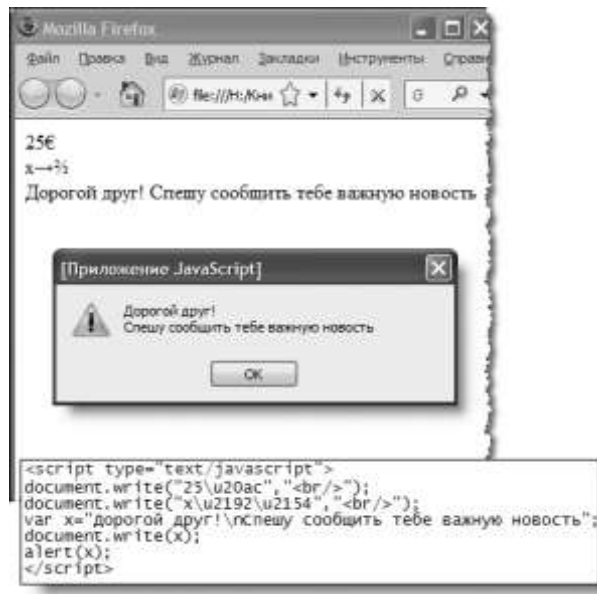 Mozilla Firefox
Файл Правка Вид Журнал Закладки Инструменты
file:///H:/ G
25€
x→⅔
Дорогой друг! Спешу сообщить тебе важную новость
[Приложение JavaScript]
Дорогой друг!
Спешу сообщить тебе важную новость
OK
<script type="text/javascript">
document.write("25\u20ac","<br/>");
document.write("x\u2192\u2154","<br/>");
var x="Дорогой друг!\nСпешу сообщить тебе важную новость";
document.write(x);
alert(x);
</script>